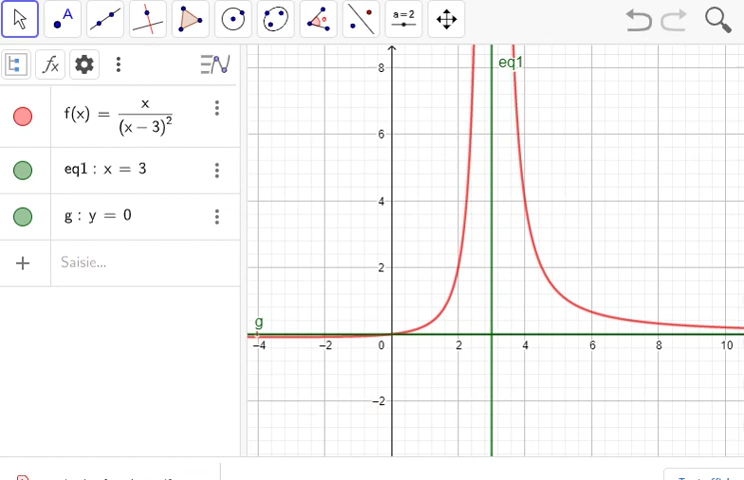 A
a=2
fx
f(x) = x/(x − 3)²
eq1 : x = 3
g : y = 0
+ Saisie...
eq1
g
8
6
4
2
−2
−4 −2 0 2 4 6 8 10